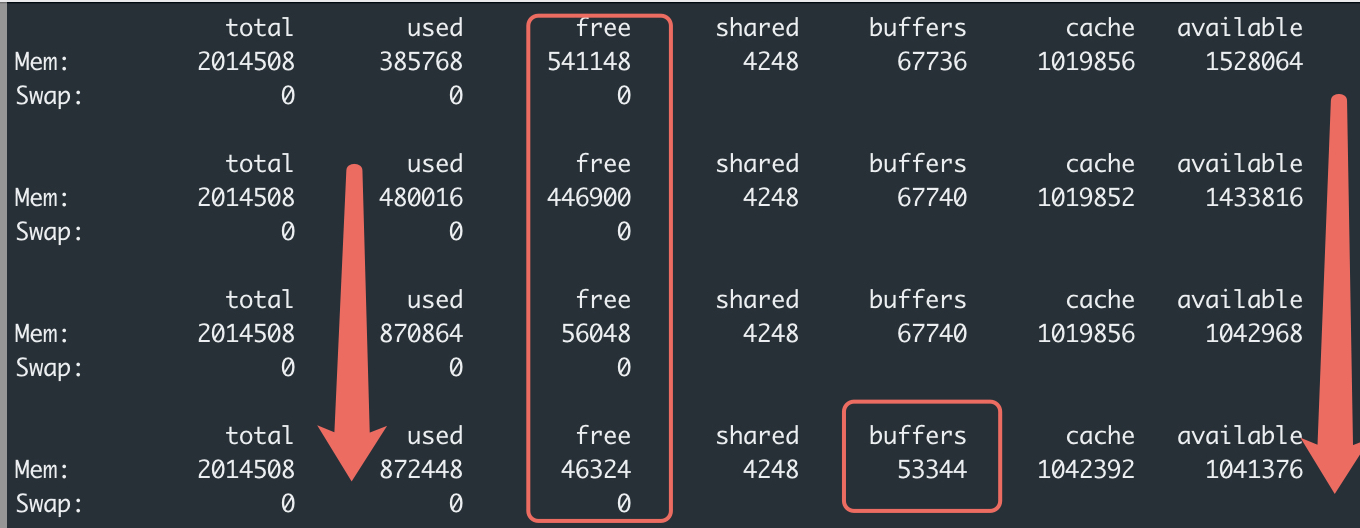 total used free shared buffers cache available
Mem: 2014508 385768 541148 4248 67736 1019856 1528064
Swap: 0 0 0
total used free shared buffers cache available
Mem: 2014508 480016 446900 4248 67740 1019852 1433816
Swap: 0 0 0
total used free shared buffers cache available
Mem: 2014508 870864 56048 4248 67740 1019856 1042968
Swap: 0 0 0
total used free shared buffers cache available
Mem: 2014508 872448 46324 4248 53344 1042392 1041376
Swap: 0 0 0